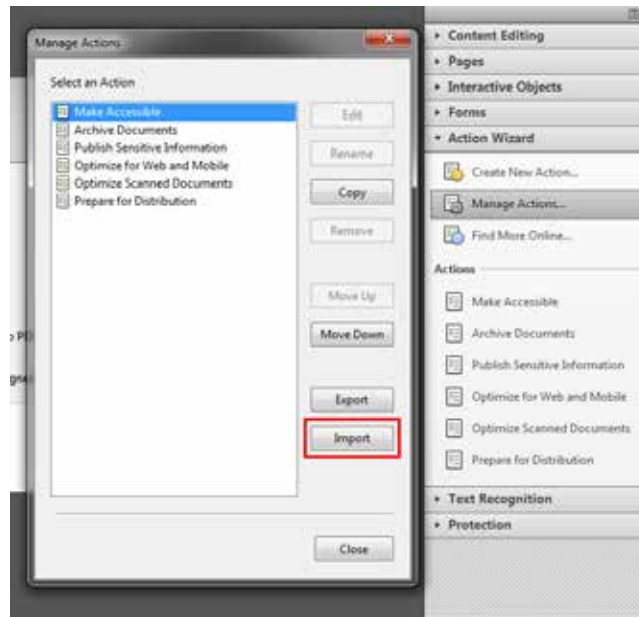 Manage Actions
Select an Action
Make Accessible
Archive Documents
Publish Sensitive Information
Optimize for Web and Mobile
Optimize Scanned Documents
Prepare for Distribution
Edit
Rename
Copy
Remove
Move Up
Move Down
Export
Import
Close
Content Editing
Pages
Interactive Objects
Forms
Action Wizard
Create New Action...
Manage Actions...
Find More Online...
Actions
Make Accessible
Archive Documents
Publish Sensitive Information
Optimize for Web and Mobile
Optimize Scanned Documents
Prepare for Distribution
Text Recognition
Protection